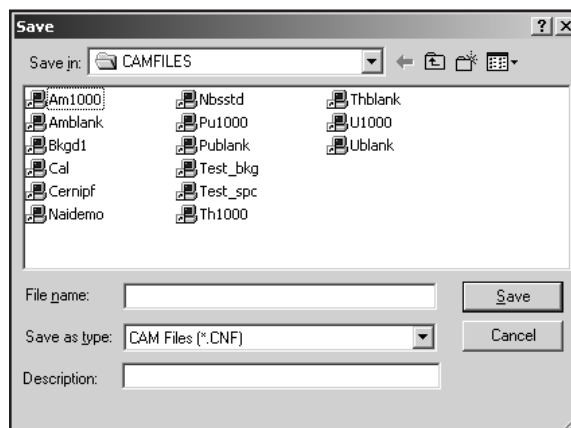 Save
Save in: CAMFILES
Am1000 Nbsstd Thblank
Amblank Pu1000 U1000
Bkgd1 Publank Ublank
Cal Test_bkg
Cernipf Test_spc
Naidemo Th1000
File name: Save
Save as type: CAM Files (*.CNF) Cancel
Description: